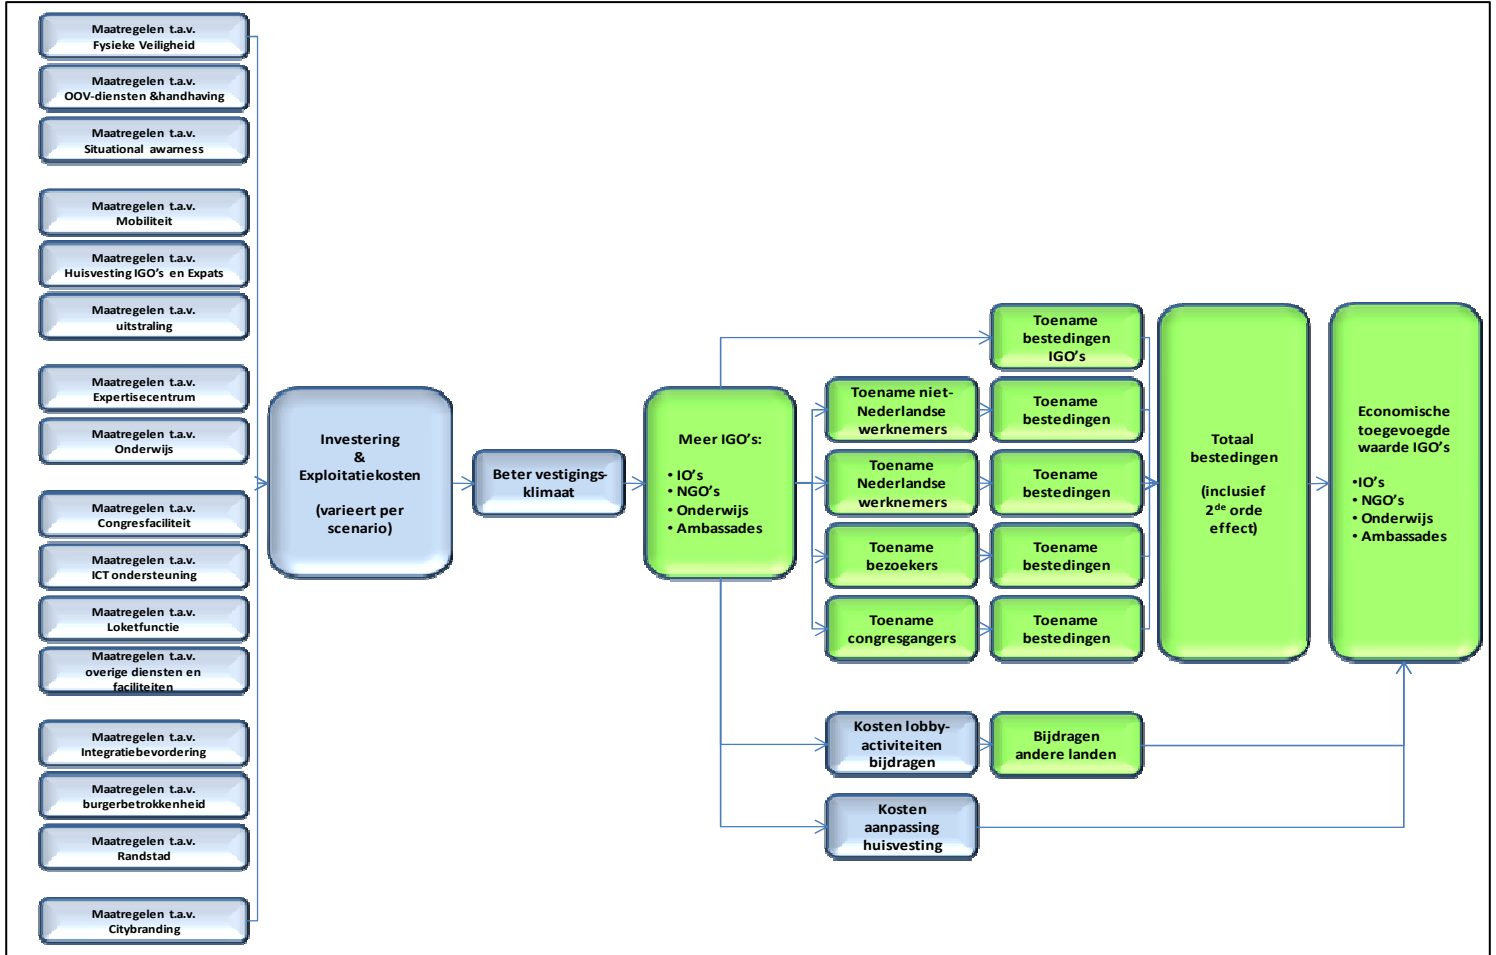 Maatregelen t.a.v.
Fysieke Veiligheid
Maatregelen t.a.v.
OOV-diensten &handhaving
Maatregelen t.a.v.
Situational awarness
Maatregelen t.a.v.
Mobiliteit
Maatregelen t.a.v.
Huisvesting IGO's en Expats
Maatregelen t.a.v.
uitstraling
Maatregelen t.a.v.
Expertisecentrum
Maatregelen t.a.v.
Onderwijs
Maatregelen t.a.v.
Congresfaciliteit
Maatregelen t.a.v.
ICT ondersteuning
Maatregelen t.a.v.
Loketfunctie
Maatregelen t.a.v.
overige diensten en
faciliteiten
Maatregelen t.a.v.
Integratiebevordering
Maatregelen t.a.v.
burgerbetrokkenheid
Maatregelen t.a.v.
Randstad
Maatregelen t.a.v.
Citybranding
Investering
&
Exploitatiekosten
(varieert per
scenario)
Beter vestigings-
klimaat
Meer IGO's:
• IO's
• NGO's
• Onderwijs
• Ambassades
Toename
bestedingen
IGO's
Toename niet-
Nederlandse
werknemers
Toename
bestedingen
Toename
Nederlandse
werknemers
Toename
bestedingen
Toename
bezoekers
Toename
bestedingen
Toename
congresgangers
Toename
bestedingen
Kosten lobby-
activiteiten
bijdragen
Bijdragen
andere landen
Kosten
aanpassing
huisvesting
Totaal
bestedingen
(inclusief
2de orde
effect)
Economische
toegevoegde
waarde IGO's
•IO's
• NGO's
• Onderwijs
• Ambassades